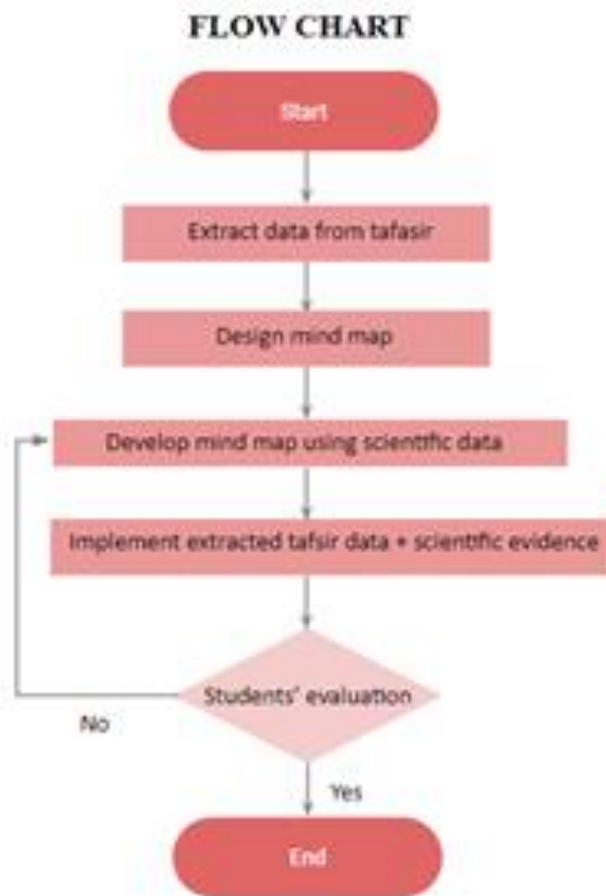 FLOW CHART
Start
Extract data from tafasir
Design mind map
Develop mind map using scientific data
Implement extracted tafsir data + scientific evidence
Students' evaluation
No
Yes
End